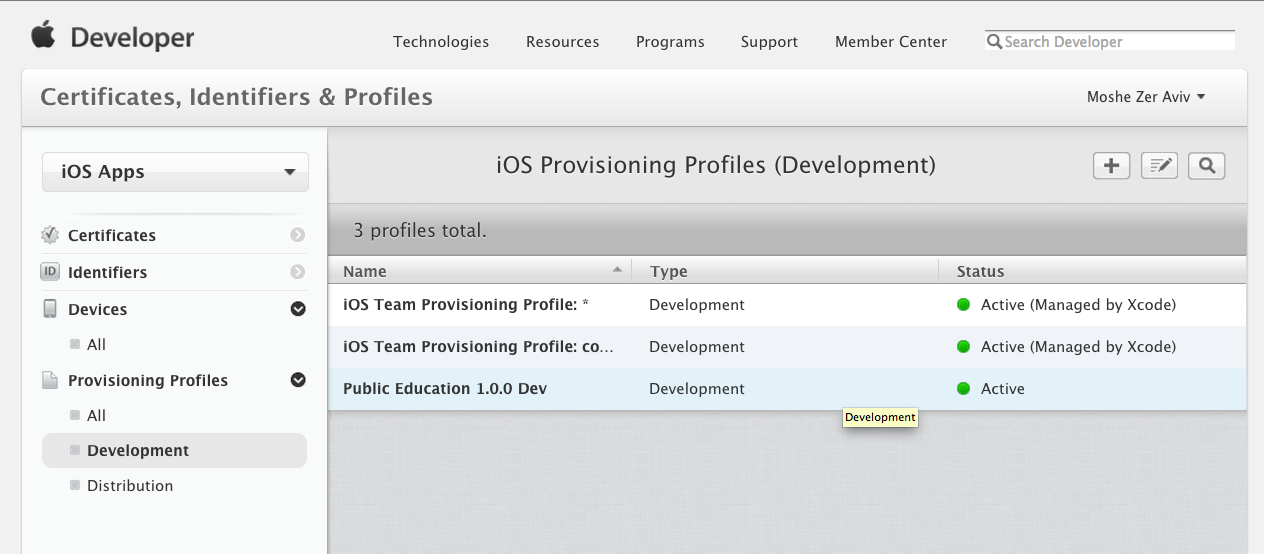 Developer
Technologies Resources Programs Support Member Center Search Developer
Certificates, Identifiers & Profiles
Moshe Zer Aviv
iOS Apps
Certificates
ID Identifiers
Devices
All
Provisioning Profiles
All
Development
Distribution
iOS Provisioning Profiles (Development)
3 profiles total.
Name Type Status
iOS Team Provisioning Profile: * Development Active (Managed by Xcode)
iOS Team Provisioning Profile: co... Development Active (Managed by Xcode)
Public Education 1.0.0 Dev Development Active
Development